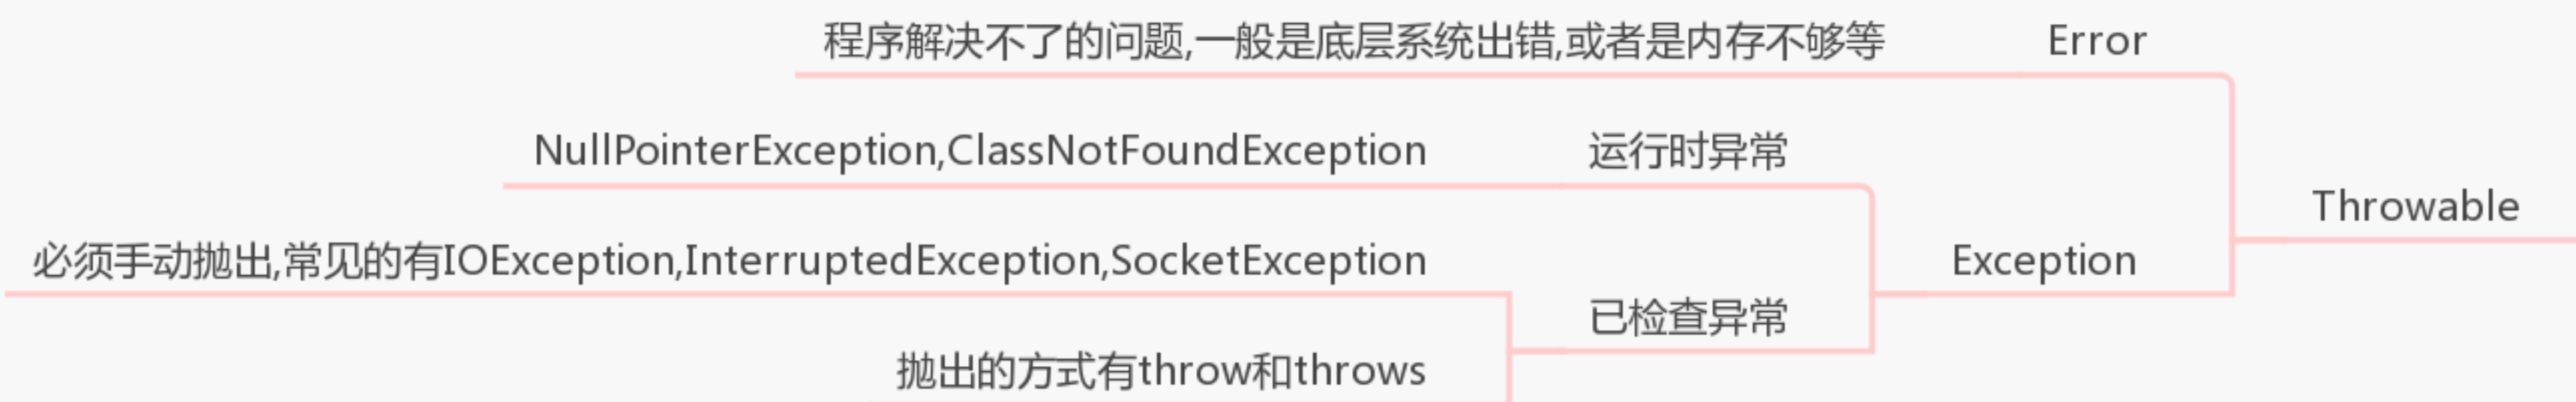 程序解决不了的问题,一般是底层系统出错,或者是内存不够等 Error
NullPointerException,ClassNotFoundException 运行时异常
Throwable
必须手动抛出,常见的有IOException,InterruptedException,SocketException Exception
已检查异常
抛出的方式有throw和throws